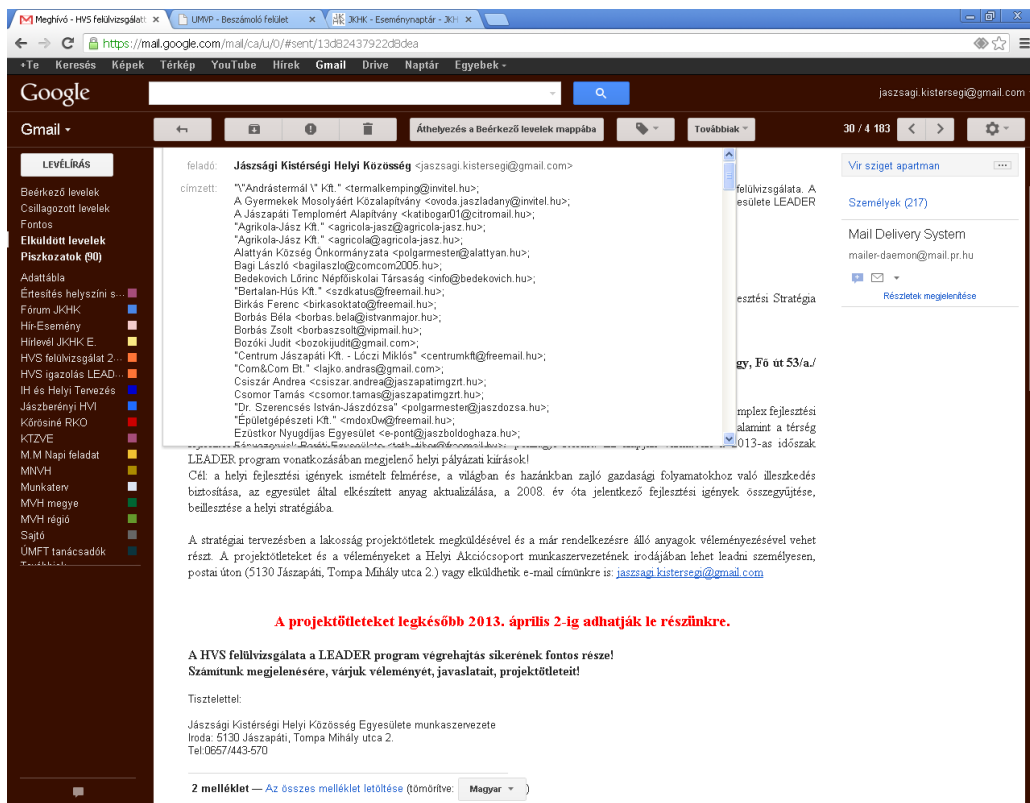 Meghívó - HVS felülvizsgálatt
UMVP - Beszámoló felület
JKHK - Eseménynaptár - JKH
https://mail.google.com/mail/ca/u/0/#sent/13d82437922d8dea
+Te Keresés Képek Térkép YouTube Hírek Gmail Drive Naptár Egyebek
Google
jaszsagi.kistersegi@gmail.com
Gmail
Áthelyezés a Beérkező levelek mappába
Továbbiak
30 / 4 183
LEVÉLÍRÁS
Beérkező levelek
Csillagozott levelek
Fontos
Elküldött levelek
Piszkozatok (90)
Adattábla
Értesítés helyszíni s...
Fórum JKHK
Hír-Esemény
Hírlevél JKHK E.
HVS felülvizsgálat 2...
HVS igazolás LEAD...
IH és Helyi Tervezés
Jászberényi HVI
Kőrösiné RKO
KTZVE
M.M Napi feladat
MNVH
Munkaterv
MVH megye
MVH régió
Sajtó
ÚMFT tanácsadók
Továbbiak
feladó: Jászsági Kistérségi Helyi Közösség <jaszsagi.kistersegi@gmail.com>
címzett: "\"Andrástermál \" Kft." <termalkemping@invitel.hu>;
A Gyermekek Mosolyáért Közalapítvány <ovoda.jaszladany@invitel.hu>;
A Jászapáti Templomért Alapítvány <katibogar01@citromail.hu>;
"Agrikola-Jász Kft." <agricola-jasz@agricola-jasz.hu>;
"Agrikola-Jász Kft." <agricola@agricola-jasz.hu>;
Alattyán Község Önkormányzata <polgarmester@alattyan.hu>;
Bagi László <bagilaszlo@comcom2005.hu>;
Bedekovich Lőrinc Népfőiskolai Társaság <info@bedekovich.hu>;
"Bertalan-Hús Kft." <szdkatus@freemail.hu>;
Birkás Ferenc <birkasoktato@freemail.hu>;
Borbás Béla <borbas.bela@istvanmajor.hu>;
Borbás Zsolt <borbaszsolt@vipmail.hu>;
Bozóki Judit <bozokijudit@gmail.com>;
"Centrum Jászapáti Kft. - Lóczi Miklós" <centrumkft@freemail.hu>;
"Com&Com Bt." <lajko.andras@gmail.com>;
Csiszár Andrea <csiszar.andrea@jaszapatimgzrt.hu>;
Csomor Tamás <csomor.tamas@jaszapatimgzrt.hu>;
"Dr. Szerencsés István-Jászdózsa" <polgarmester@jaszdozsa.hu>;
"Épületgépészeti Kft." <mdox0w@freemail.hu>;
Ezüstkor Nyugdíjas Egyesület <e-pont@jaszboldoghaza.hu>;
felülvizsgálata. A
esülete LEADER
esztési Stratégia
gy, Fő út 53/a./
mplex fejlesztési
alamint a térség
2013-as időszak
LEADER program vonatkozásában megjelenő helyi pályázati kiírások!
Cél: a helyi fejlesztési igények ismételt felmérése, a világban és hazánkban zajló gazdasági folyamatokhoz való illeszkedés
biztosítása, az egyesület által elkészített anyag aktualizálása, a 2008. év óta jelentkező fejlesztési igények összegyűjtése,
beillesztése a helyi stratégiába.
A stratégiai tervezésben a lakosság projektötletek megküldésével és a már rendelkezésre álló anyagok véleményezésével vehet
részt. A projektötleteket és a véleményeket a Helyi Akciócsoport munkaszervezetének irodájában lehet leadni személyesen,
postai úton (5130 Jászapáti, Tompa Mihály utca 2.) vagy elküldhetik e-mail címünkre is: jaszsagi.kistersegi@gmail.com
A projektötleteket legkésőbb 2013. április 2-ig adhatják le részünkre.
A HVS felülvizsgálata a LEADER program végrehajtás sikerének fontos része!
Számítunk megjelenésére, várjuk véleményét, javaslatait, projektötleteit!
Tisztelettel:
Jászsági Kistérségi Helyi Közösség Egyesülete munkaszervezete
Iroda: 5130 Jászapáti, Tompa Mihály utca 2.
Tel:0657/443-570
2 melléklet — Az összes melléklet letöltése (tömörítve: Magyar )
Vir sziget apartman
Személyek (217)
Mail Delivery System
mailer-daemon@mail.pr.hu
Részletek megjelenítése